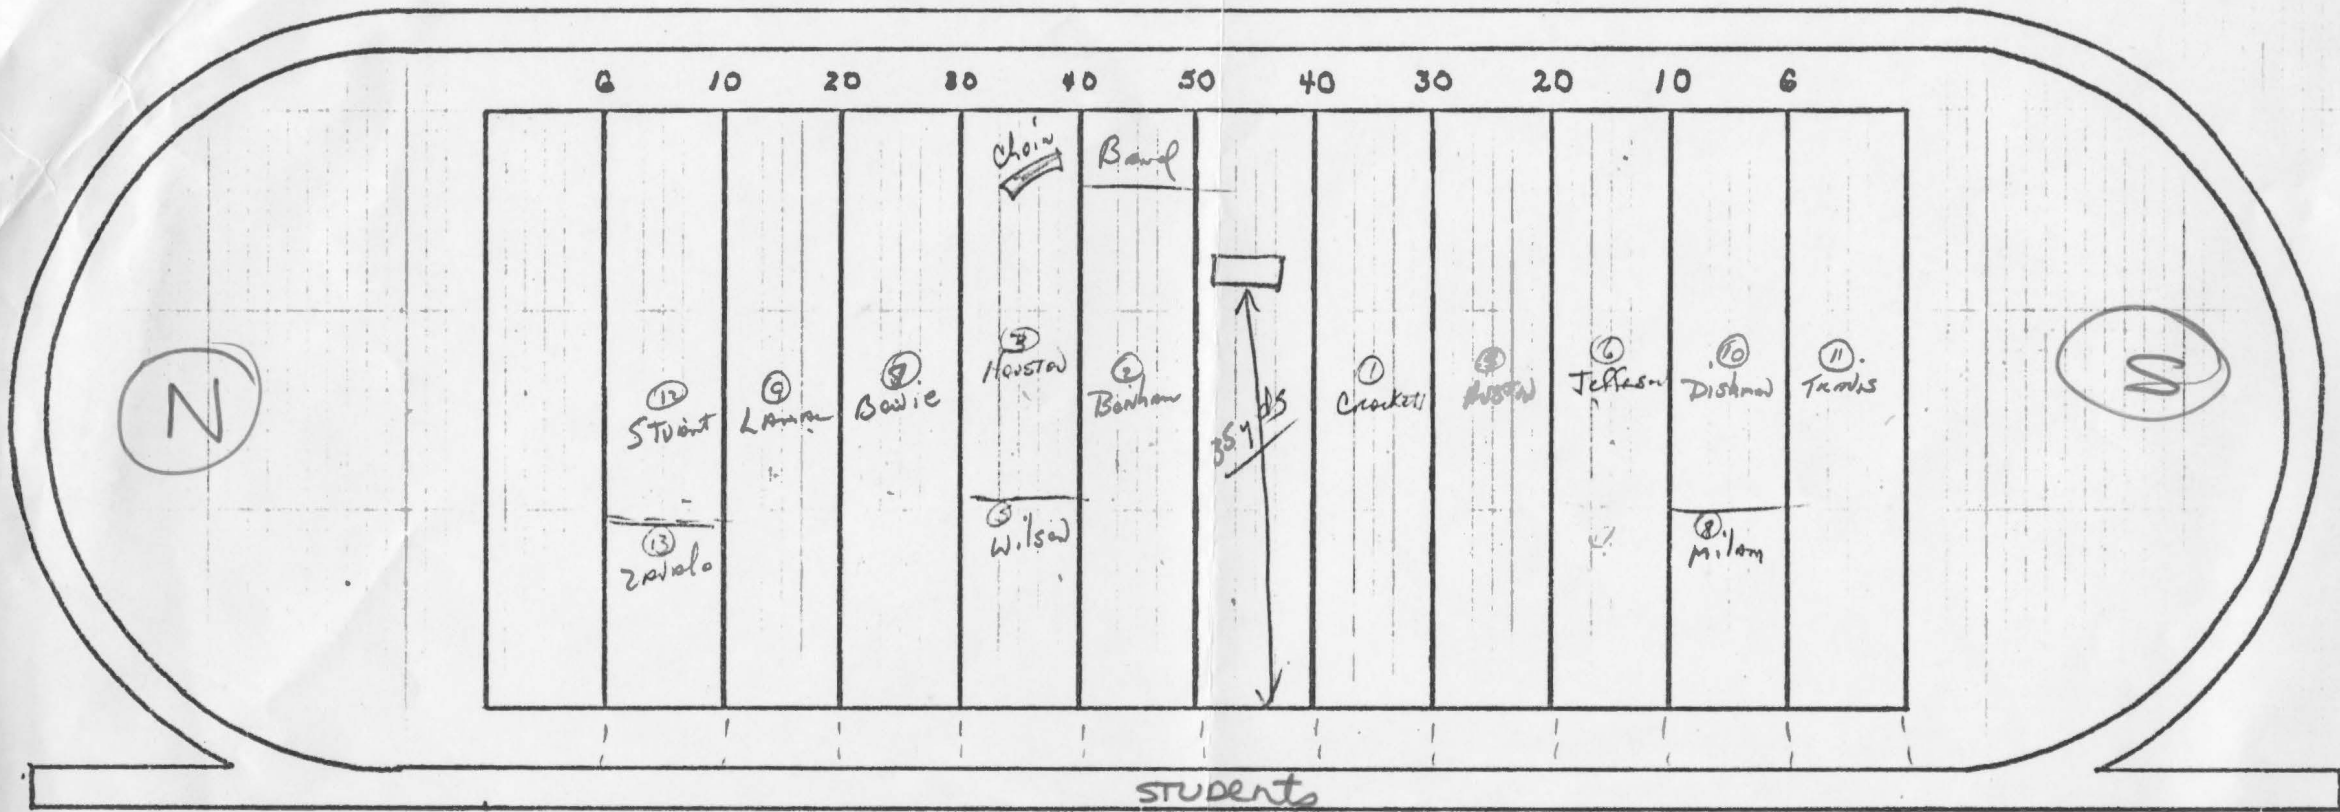 G 10 20 30 40 50 40 30 20 10 G
Choir
Band
N
S
12
Stuart
9
Lamar
7
Bowie
3
Houston
2
Bonham
35 yds
1
Crockett
4
Austin
6
Jefferson
10
Dishman
11
Travis
13
Zavala
5
Wilson
8
Milam
STUDENTS